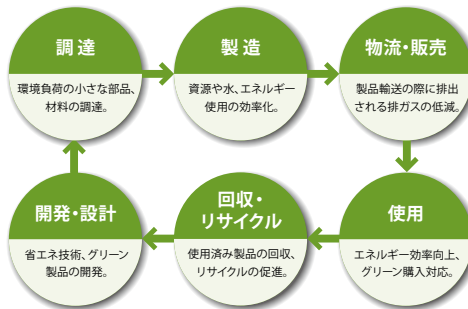 調達
環境負荷の小さな部品、
材料の調達。
製造
資源や水、エネルギー
使用の効率化。
物流・販売
製品輸送の際に排出
される排ガスの低減。
開発・設計
省エネ技術、グリーン
製品の開発。
回収・
リサイクル
使用済み製品の回収、
リサイクルの促進。
使用
エネルギー効率向上、
グリーン購入対応。